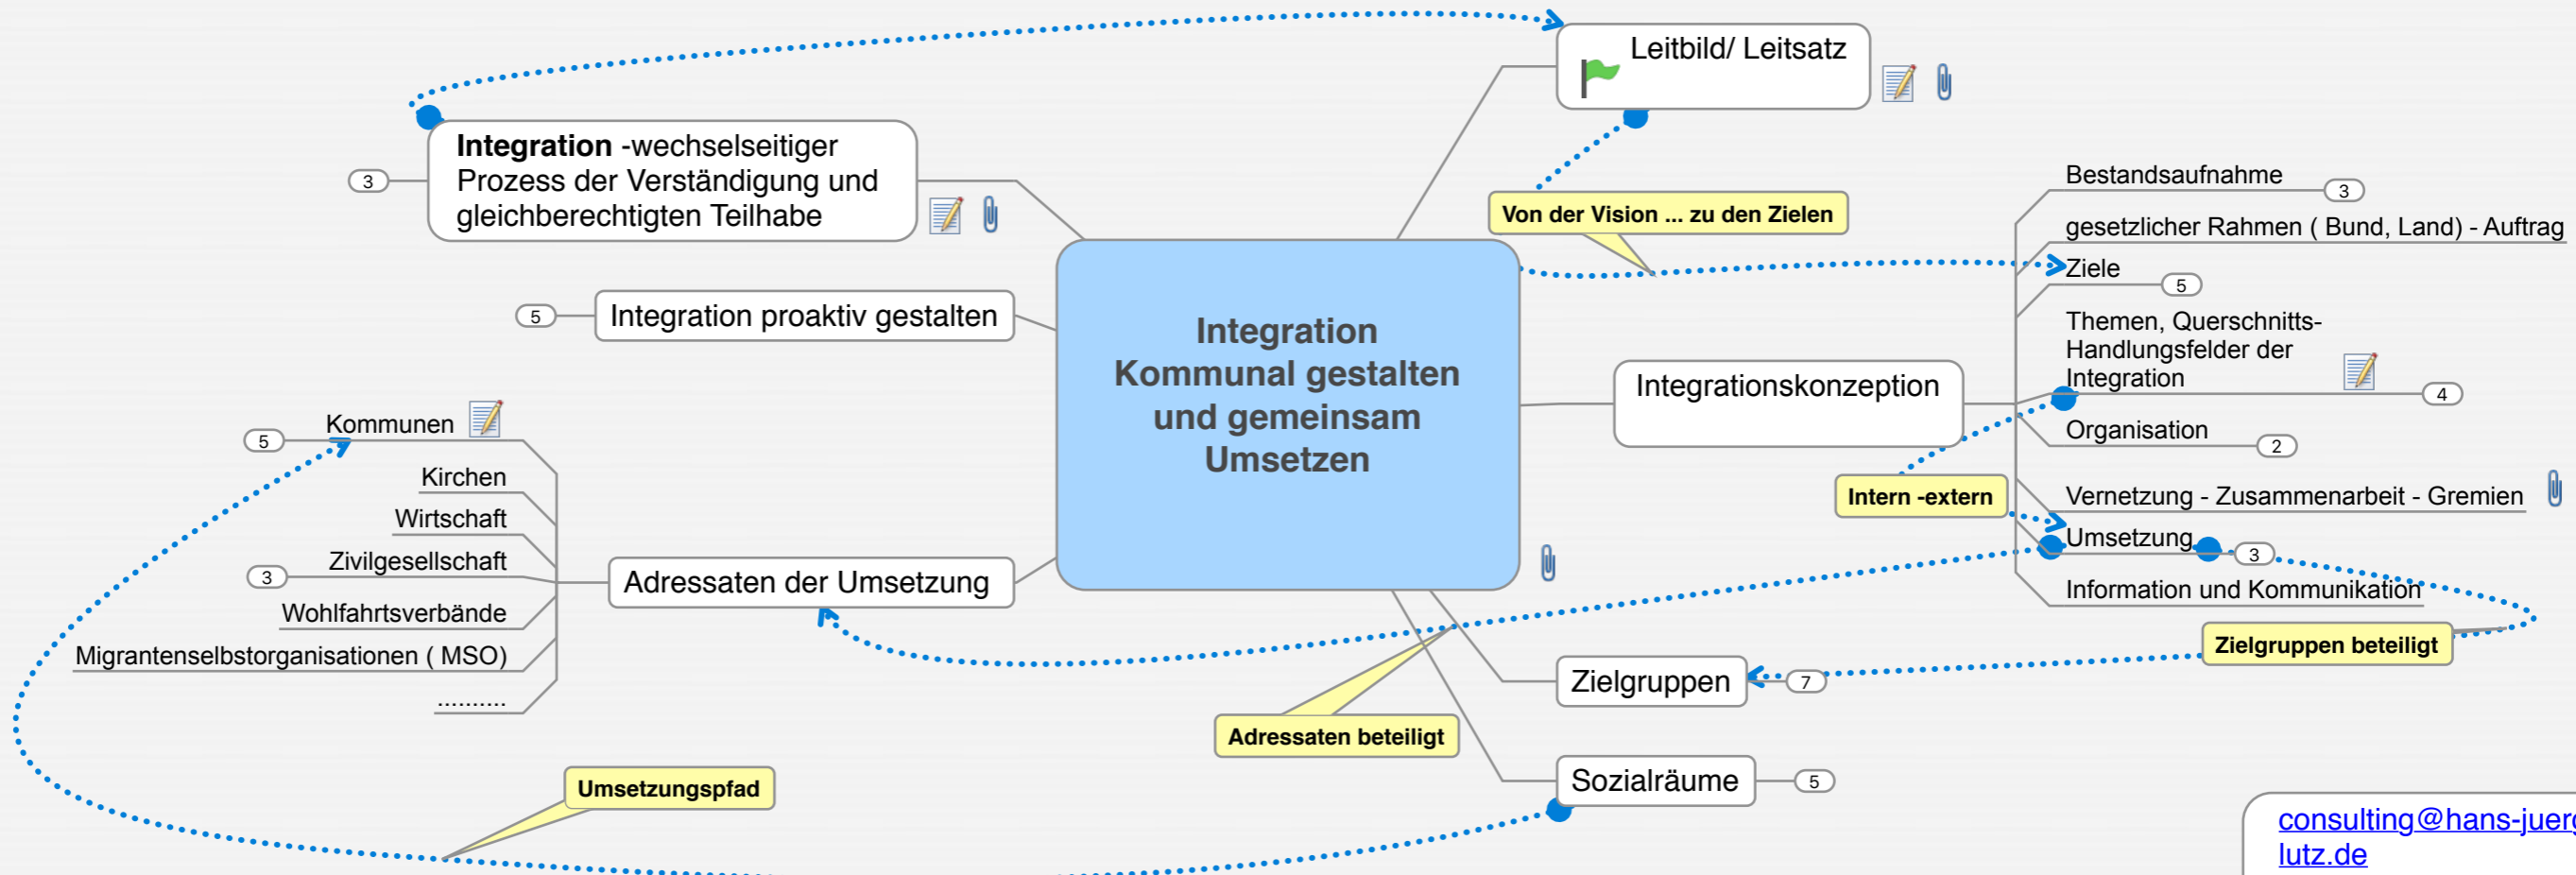 Leitbild/ Leitsatz
Integration -wechselseitiger
Prozess der Verständigung und
gleichberechtigten Teilhabe
3
Von der Vision ... zu den Zielen
Integration proaktiv gestalten
5
Integration
Kommunal gestalten
und gemeinsam
Umsetzen
Integrationskonzeption
Bestandsaufnahme
3
gesetzlicher Rahmen ( Bund, Land) - Auftrag
Ziele
5
Themen, Querschnitts-
Handlungsfelder der
Integration
4
Organisation
2
Intern -extern
Vernetzung - Zusammenarbeit - Gremien
Umsetzung
3
Information und Kommunikation
Zielgruppen beteiligt
Adressaten der Umsetzung
Kommunen
5
Kirchen
Wirtschaft
Zivilgesellschaft
3
Wohlfahrtsverbände
Migrantenselbstorganisationen ( MSO)
..........
Zielgruppen
7
Adressaten beteiligt
Sozialräume
5
Umsetzungspfad
consulting@hans-juerg
lutz.de